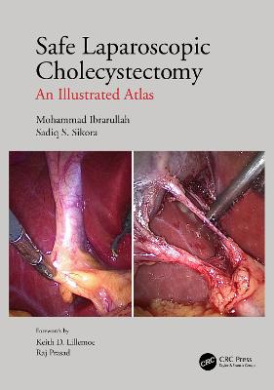 Safe Laparoscopic
Cholecystectomy
An Illustrated Atlas
Mohammad Ibrarullah
Sadiq S. Sikora
Forewords By
Keith D. Lillemoe
Raj Prasad
CRC Press
Taylor & Francis Group